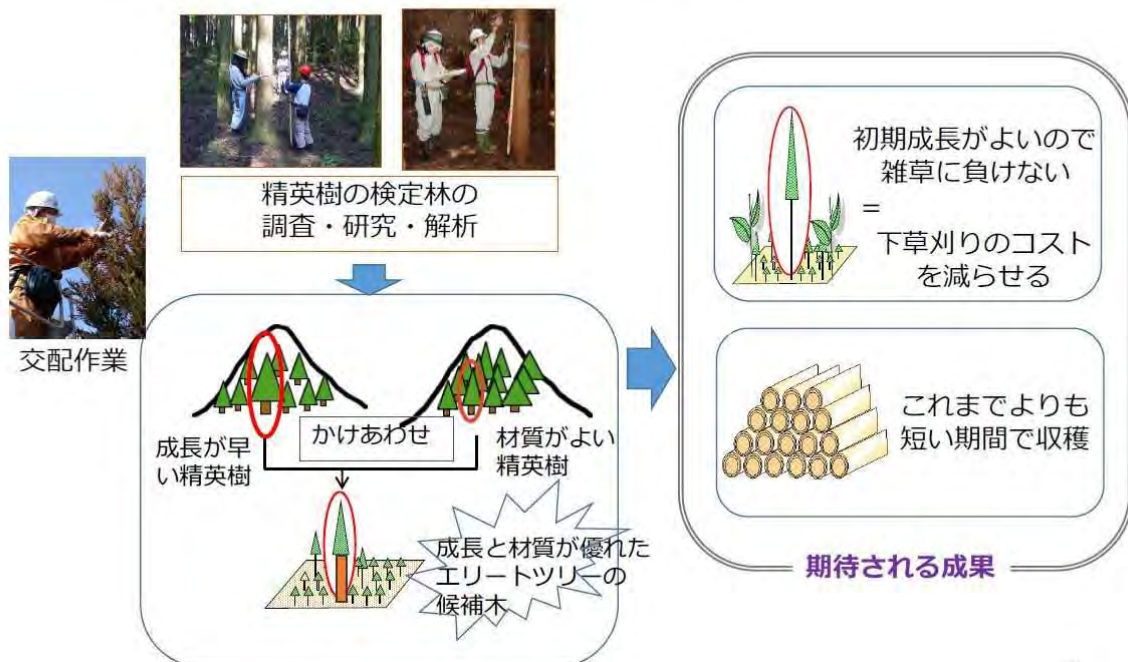 精英樹の検定林の
調査・研究・解析
交配作業
成長が早
い精英樹
かけあわせ
材質がよい
精英樹
成長と材質が優れた
エリートツリーの
候補木
初期成長がよいので
雑草に負けない
=
下草刈りのコスト
を減らせる
これまでよりも
短い期間で収穫
期待される成果